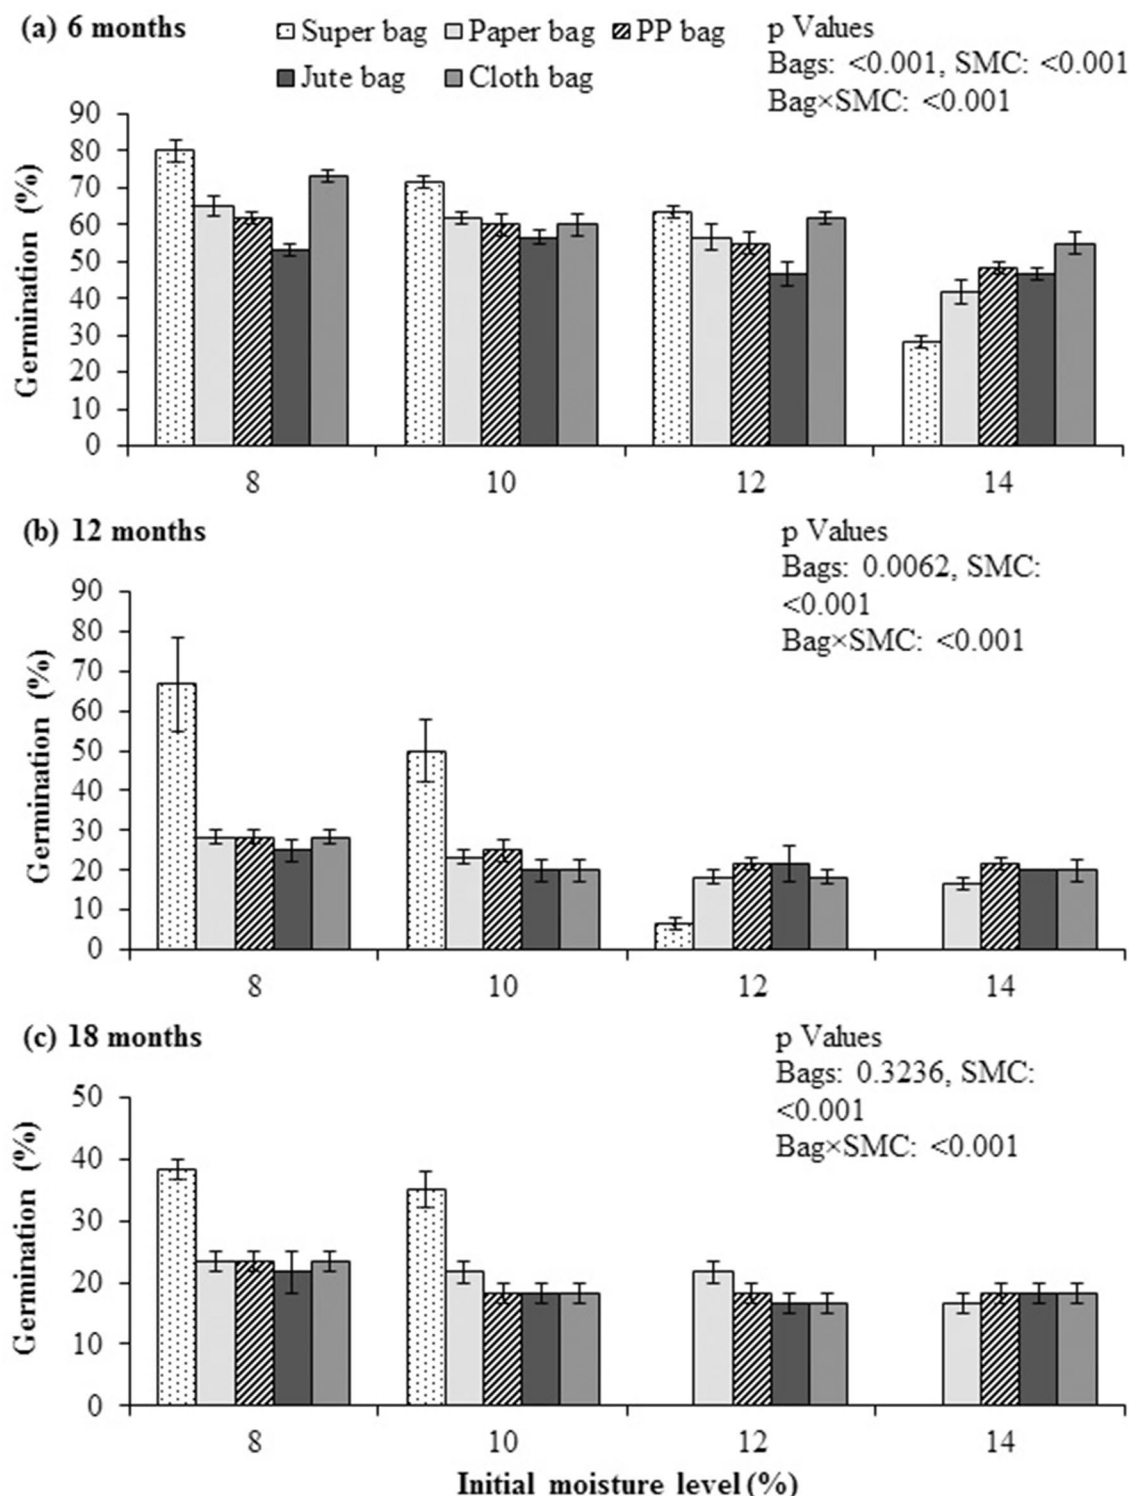 (a) 6 months
Super bag Paper bag PP bag
Jute bag Cloth bag
p Values
Bags: <0.001, SMC: <0.001
Bag×SMC: <0.001
Germination (%)
90
80
70
60
50
40
30
20
10
0
8 10 12 14
(b) 12 months
p Values
Bags: 0.0062, SMC:
<0.001
Bag×SMC: <0.001
Germination (%)
90
80
70
60
50
40
30
20
10
0
8 10 12 14
(c) 18 months
p Values
Bags: 0.3236, SMC:
<0.001
Bag×SMC: <0.001
Germination (%)
50
40
30
20
10
0
8 10 12 14
Initial moisture level (%)